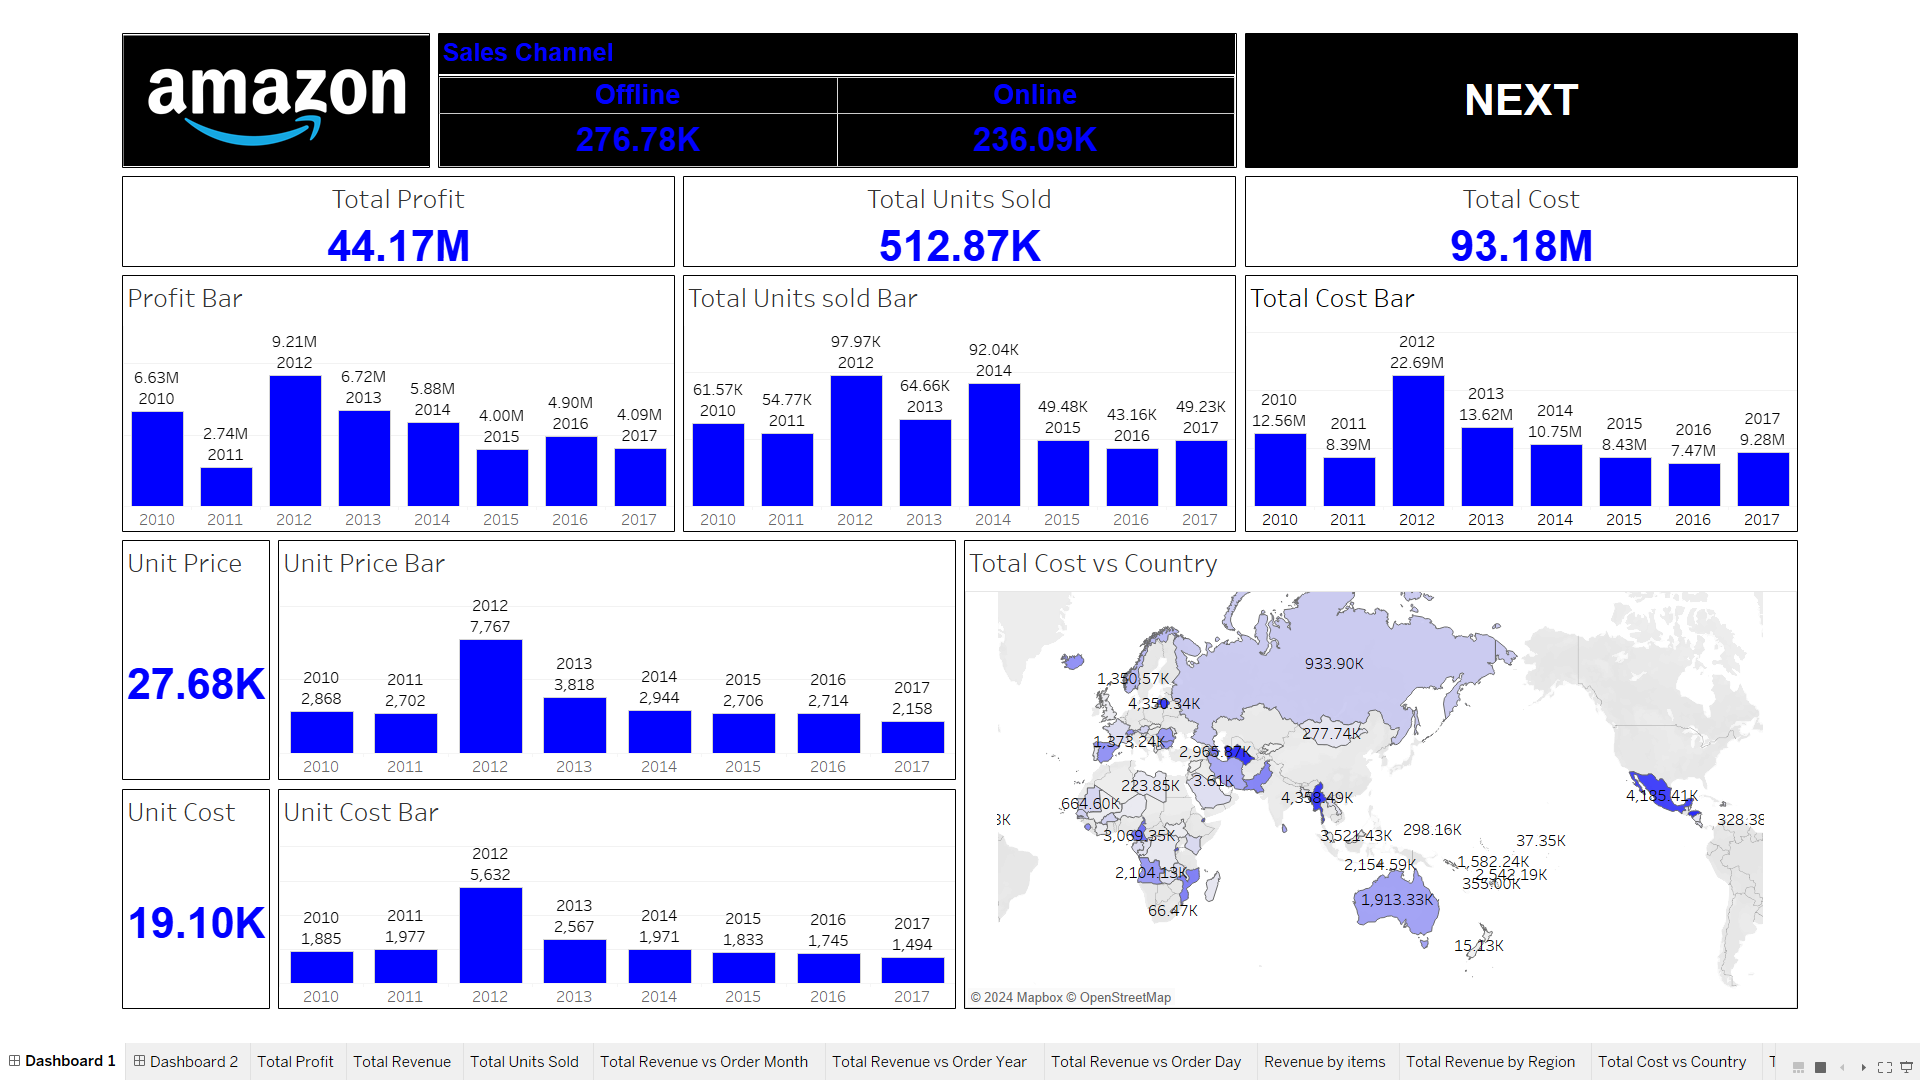 amazon
Sales Channel
Offline Online
276.78K 236.09K
NEXT
Total Profit
44.17M
Total Units Sold
512.87K
Total Cost
93.18M
Profit Bar
6.63M 2010
2.74M 2011
9.21M 2012
6.72M 2013
5.88M 2014
4.00M 2015
4.90M 2016
4.09M 2017
2010 2011 2012 2013 2014 2015 2016 2017
Total Units sold Bar
61.57K 2010
54.77K 2011
97.97K 2012
64.66K 2013
92.04K 2014
49.48K 2015
43.16K 2016
49.23K 2017
2010 2011 2012 2013 2014 2015 2016 2017
Total Cost Bar
2010 12.56M
2011 8.39M
2012 22.69M
2013 13.62M
2014 10.75M
2015 8.43M
2016 7.47M
2017 9.28M
2010 2011 2012 2013 2014 2015 2016 2017
Unit Price
27.68K
Unit Price Bar
2010 2,868
2011 2,702
2012 7,767
2013 3,818
2014 2,944
2015 2,706
2016 2,714
2017 2,158
2010 2011 2012 2013 2014 2015 2016 2017
Unit Cost
19.10K
Unit Cost Bar
2010 1,885
2011 1,977
2012 5,632
2013 2,567
2014 1,971
2015 1,833
2016 1,745
2017 1,494
2010 2011 2012 2013 2014 2015 2016 2017
Total Cost vs Country
933.90K
1,350.57K
4,350.34K
277.74K
1,373.24K
2,965.87K
223.85K
3.61K
664.60K
4,358.49K
4,185.41K
3K
328.38
3,069.35K
3,521.43K
298.16K
37.35K
2,104.13K
2,154.59K
1,582.24K
2,542.19K
355.00K
66.47K
1,913.33K
15.13K
© 2024 Mapbox © OpenStreetMap
Dashboard 1 Dashboard 2 Total Profit Total Revenue Total Units Sold Total Revenue vs Order Month Total Revenue vs Order Year Total Revenue vs Order Day Revenue by items Total Revenue by Region Total Cost vs Country